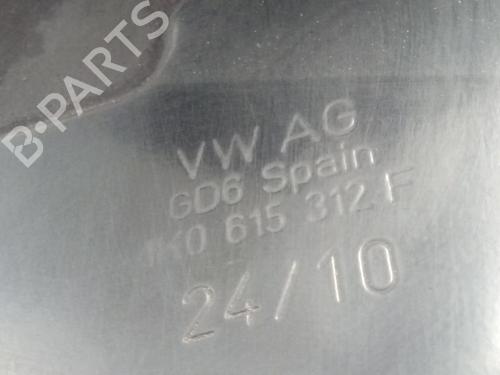 B-PARTS
VW AG
GD6 Spain
1K0 615 312 F
24/10